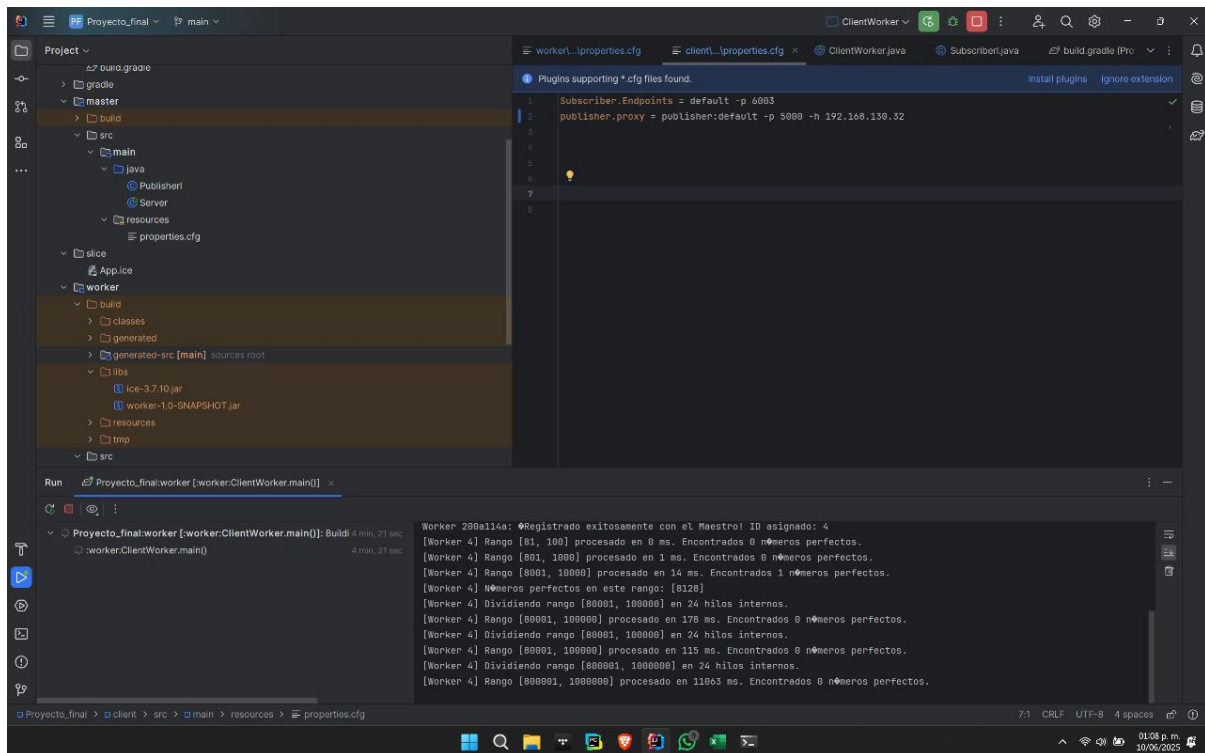 PF Proyecto_final main ClientWorker
Project
worker\...\properties.cfg client\...\properties.cfg ClientWorker.java SubscriberI.java build.gradle (Pro
build.gradle
gradle
master
build
src
main
java
PublisherI
Server
resources
properties.cfg
slice
App.ice
worker
build
classes
generated
generated-src [main] sources root
libs
ice-3.7.10.jar
worker-1.0-SNAPSHOT.jar
resources
tmp
src
Plugins supporting *.cfg files found. Install plugins Ignore extension
1 Subscriber.Endpoints = default -p 6003
2 publisher.proxy = publisher:default -p 5000 -h 192.168.130.32
3
4
5
6
7
8
Run Proyecto_final:worker [:worker:ClientWorker.main()]
Proyecto_final:worker [:worker:ClientWorker.main()]: Buildi 4 min, 21 sec
:worker:ClientWorker.main() 4 min, 21 sec
Worker 200a114a: �Registrado exitosamente con el Maestro! ID asignado: 4
[Worker 4] Rango [81, 100] procesado en 0 ms. Encontrados 0 n�meros perfectos.
[Worker 4] Rango [801, 1000] procesado en 1 ms. Encontrados 0 n�meros perfectos.
[Worker 4] Rango [8001, 10000] procesado en 14 ms. Encontrados 1 n�meros perfectos.
[Worker 4] N�meros perfectos en este rango: [8128]
[Worker 4] Dividiendo rango [80001, 100000] en 24 hilos internos.
[Worker 4] Rango [80001, 100000] procesado en 178 ms. Encontrados 0 n�meros perfectos.
[Worker 4] Dividiendo rango [80001, 100000] en 24 hilos internos.
[Worker 4] Rango [80001, 100000] procesado en 115 ms. Encontrados 0 n�meros perfectos.
[Worker 4] Dividiendo rango [800001, 1000000] en 24 hilos internos.
[Worker 4] Rango [800001, 1000000] procesado en 11063 ms. Encontrados 0 n�meros perfectos.
Proyecto_final > client > src > main > resources > properties.cfg 7:1 CRLF UTF-8 4 spaces
01:08 p. m.
10/06/2025